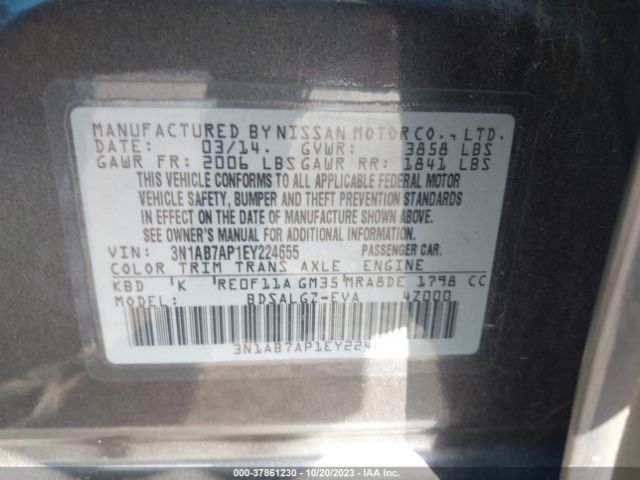 MANUFACTURED BY NISSAN MOTOR CO., LTD.
DATE: 03/14. GVWR: 3858 LBS
GAWR FR: 2006 LBS GAWR RR: 1841 LBS
THIS VEHICLE CONFORMS TO ALL APPLICABLE FEDERAL MOTOR
VEHICLE SAFETY, BUMPER AND THEFT PREVENTION STANDARDS
IN EFFECT ON THE DATE OF MANUFACTURE SHOWN ABOVE.
SEE OWNER'S MANUAL FOR ADDITIONAL INFORMATION.
VIN: 3N1AB7AP1EY224655 PASSENGER CAR.
COLOR TRIM TRANS AXLE ENGINE
KBD K RE0F11A GM35 MRA8DE 1798 CC
MODEL: BDSALGZ-EVA 4Z000
3N1AB7AP1EY224
000-37861230 - 10/20/2023 - IAA Inc.